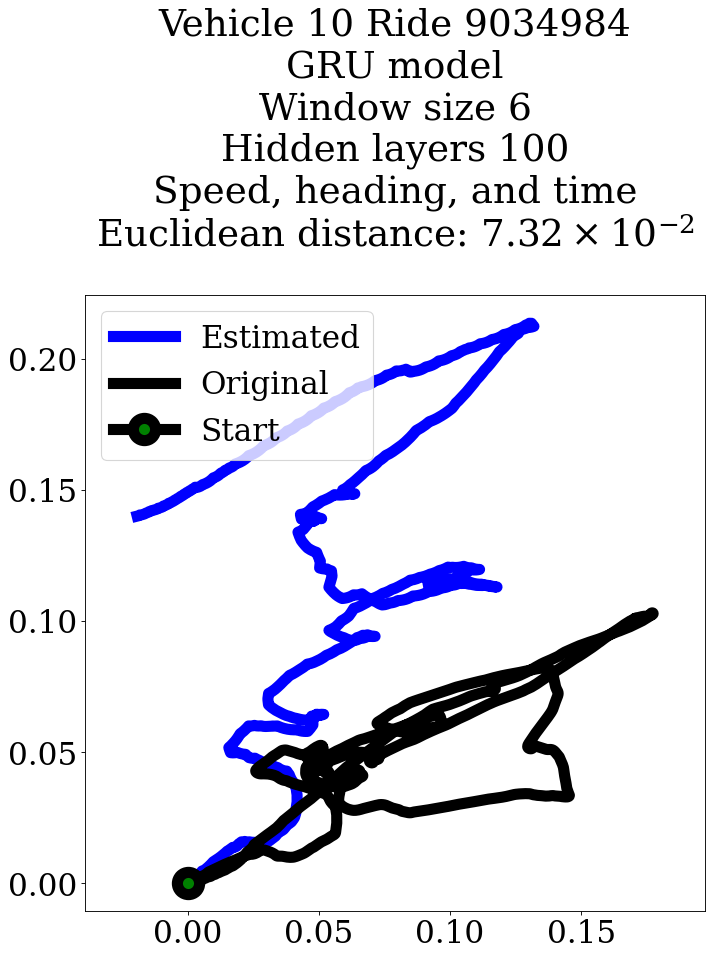 Vehicle 10 Ride 9034984
GRU model
Window size 6
Hidden layers 100
Speed, heading, and time
Euclidean distance: 7.32 × 10⁻²
Estimated
Original
Start
0.20
0.15
0.10
0.05
0.00
0.00 0.05 0.10 0.15